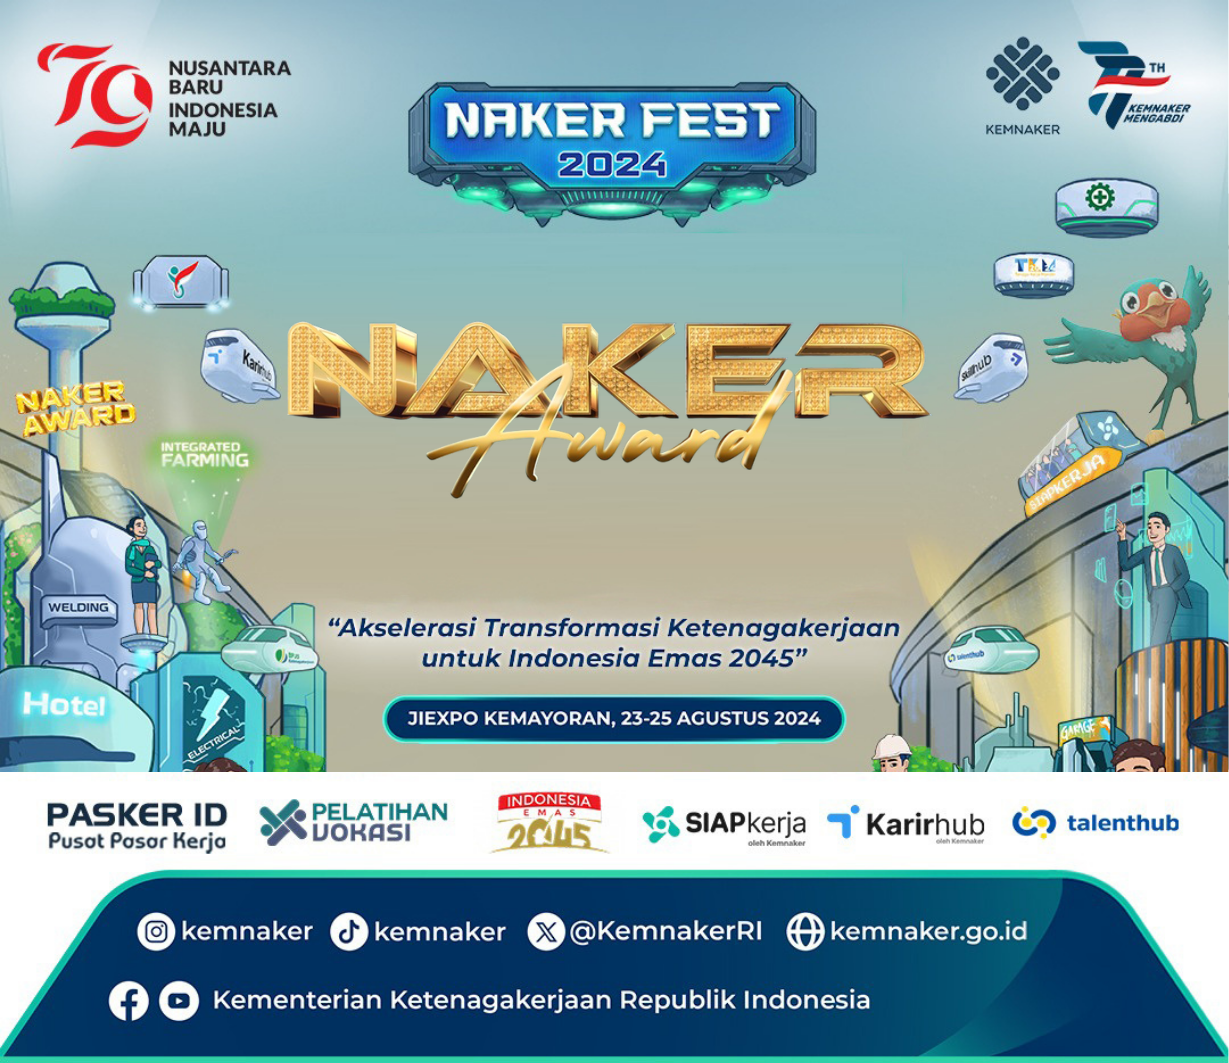 79
NUSANTARA
BARU
INDONESIA
MAJU
NAKER FEST
2024
KEMNAKER
TH
KEMNAKER
MENGABDI
TKM
Karirhub
NAKER
Award
skillhub
NAKER
AWARD
INTEGRATED
FARMING
SIAPKERJA
WELDING
“Akselerasi Transformasi Ketenagakerjaan
untuk Indonesia Emas 2045”
talenthub
Hotel
ELECTRICAL
JIEXPO KEMAYORAN, 23-25 AGUSTUS 2024
GARAGE
PASKER ID
Pusat Pasar Kerja
PELATIHAN
VOKASI
INDONESIA
EMAS
2045
SIAPkerja
oleh Kemnaker
Karirhub
oleh Kemnaker
talenthub
kemnaker kemnaker @KemnakerRI kemnaker.go.id
Kementerian Ketenagakerjaan Republik Indonesia